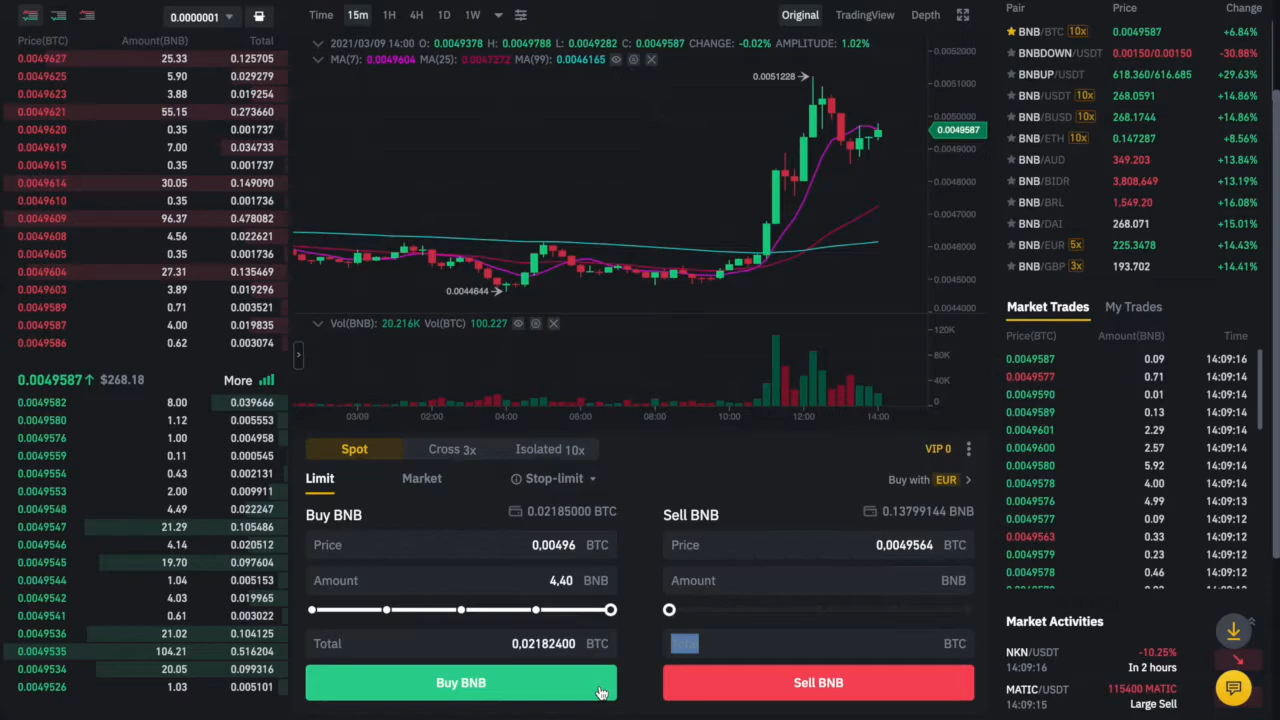 0.0000001
Price(BTC) Amount(BNB) Total
0.0049627 25.33 0.125705
0.0049625 5.90 0.029279
0.0049623 3.88 0.019254
0.0049621 55.15 0.273660
0.0049620 0.35 0.001737
0.0049619 7.00 0.034733
0.0049615 0.35 0.001737
0.0049614 30.05 0.149090
0.0049610 0.35 0.001736
0.0049609 96.37 0.478082
0.0049608 4.56 0.022621
0.0049605 0.35 0.001736
0.0049604 27.31 0.135469
0.0049603 3.89 0.019296
0.0049589 0.71 0.003521
0.0049587 4.00 0.019835
0.0049586 0.62 0.003074
0.0049587↑ $268.18 More
0.0049582 8.00 0.039666
0.0049580 1.12 0.005553
0.0049576 1.00 0.004958
0.0049559 0.11 0.000545
0.0049554 0.43 0.002131
0.0049553 2.00 0.009911
0.0049548 4.49 0.022247
0.0049547 21.29 0.105486
0.0049546 4.14 0.020512
0.0049545 19.70 0.097604
0.0049544 1.04 0.005153
0.0049542 4.03 0.019965
0.0049541 0.61 0.003022
0.0049536 21.02 0.104125
0.0049535 104.21 0.516204
0.0049534 20.05 0.099316
0.0049526 1.03 0.005101
Time 15m 1H 4H 1D 1W Original TradingView Depth
2021/03/09 14:00 O: 0.0049378 H: 0.0049788 L: 0.0049282 C: 0.0049587 CHANGE: -0.02% AMPLITUDE: 1.02%
MA(7): 0.0049604 MA(25): 0.0047272 MA(99): 0.0046165
0.0052000
0.0051228
0.0051000
0.0050000
0.0049587
0.0049000
0.0048000
0.0047000
0.0046000
0.0045000
0.0044644
0.0044000
Vol(BNB): 20.216K Vol(BTC) 100.227
120K
80K
40K
0
03/09 02:00 04:00 06:00 08:00 10:00 12:00 14:00
Spot Cross 3x Isolated 10x VIP 0
Limit Market Stop-limit Buy with EUR
Buy BNB 0.02185000 BTC
Price 0,00496 BTC
Amount 4,40 BNB
Total 0,02182400 BTC
Buy BNB
Sell BNB 0.13799144 BNB
Price 0,0049564 BTC
Amount BNB
Total BTC
Sell BNB
Pair Price Change
BNB/BTC 10x 0.0049587 +6.84%
BNBDOWN/USDT 0.00150/0.00150 -30.88%
BNBUP/USDT 618.360/616.685 +29.63%
BNB/USDT 10x 268.0591 +14.86%
BNB/BUSD 10x 268.1744 +14.86%
BNB/ETH 10x 0.147287 +8.56%
BNB/AUD 349.203 +13.84%
BNB/BIDR 3,808,649 +13.19%
BNB/BRL 1,549.20 +16.08%
BNB/DAI 268.071 +15.01%
BNB/EUR 5x 225.3478 +14.43%
BNB/GBP 3x 193.702 +14.41%
Market Trades My Trades
Price(BTC) Amount(BNB) Time
0.0049587 0.09 14:09:16
0.0049577 0.71 14:09:14
0.0049590 0.01 14:09:14
0.0049589 0.13 14:09:14
0.0049601 2.29 14:09:14
0.0049600 2.57 14:09:14
0.0049580 5.92 14:09:14
0.0049578 4.00 14:09:14
0.0049576 4.99 14:09:13
0.0049577 0.09 14:09:12
0.0049563 0.33 14:09:12
0.0049579 0.23 14:09:12
0.0049578 0.46 14:09:12
Market Activities
NKN/USDT -10.25%
14:09:16 In 2 hours
MATIC/USDT 115400 MATIC
14:09:15 Large Sell